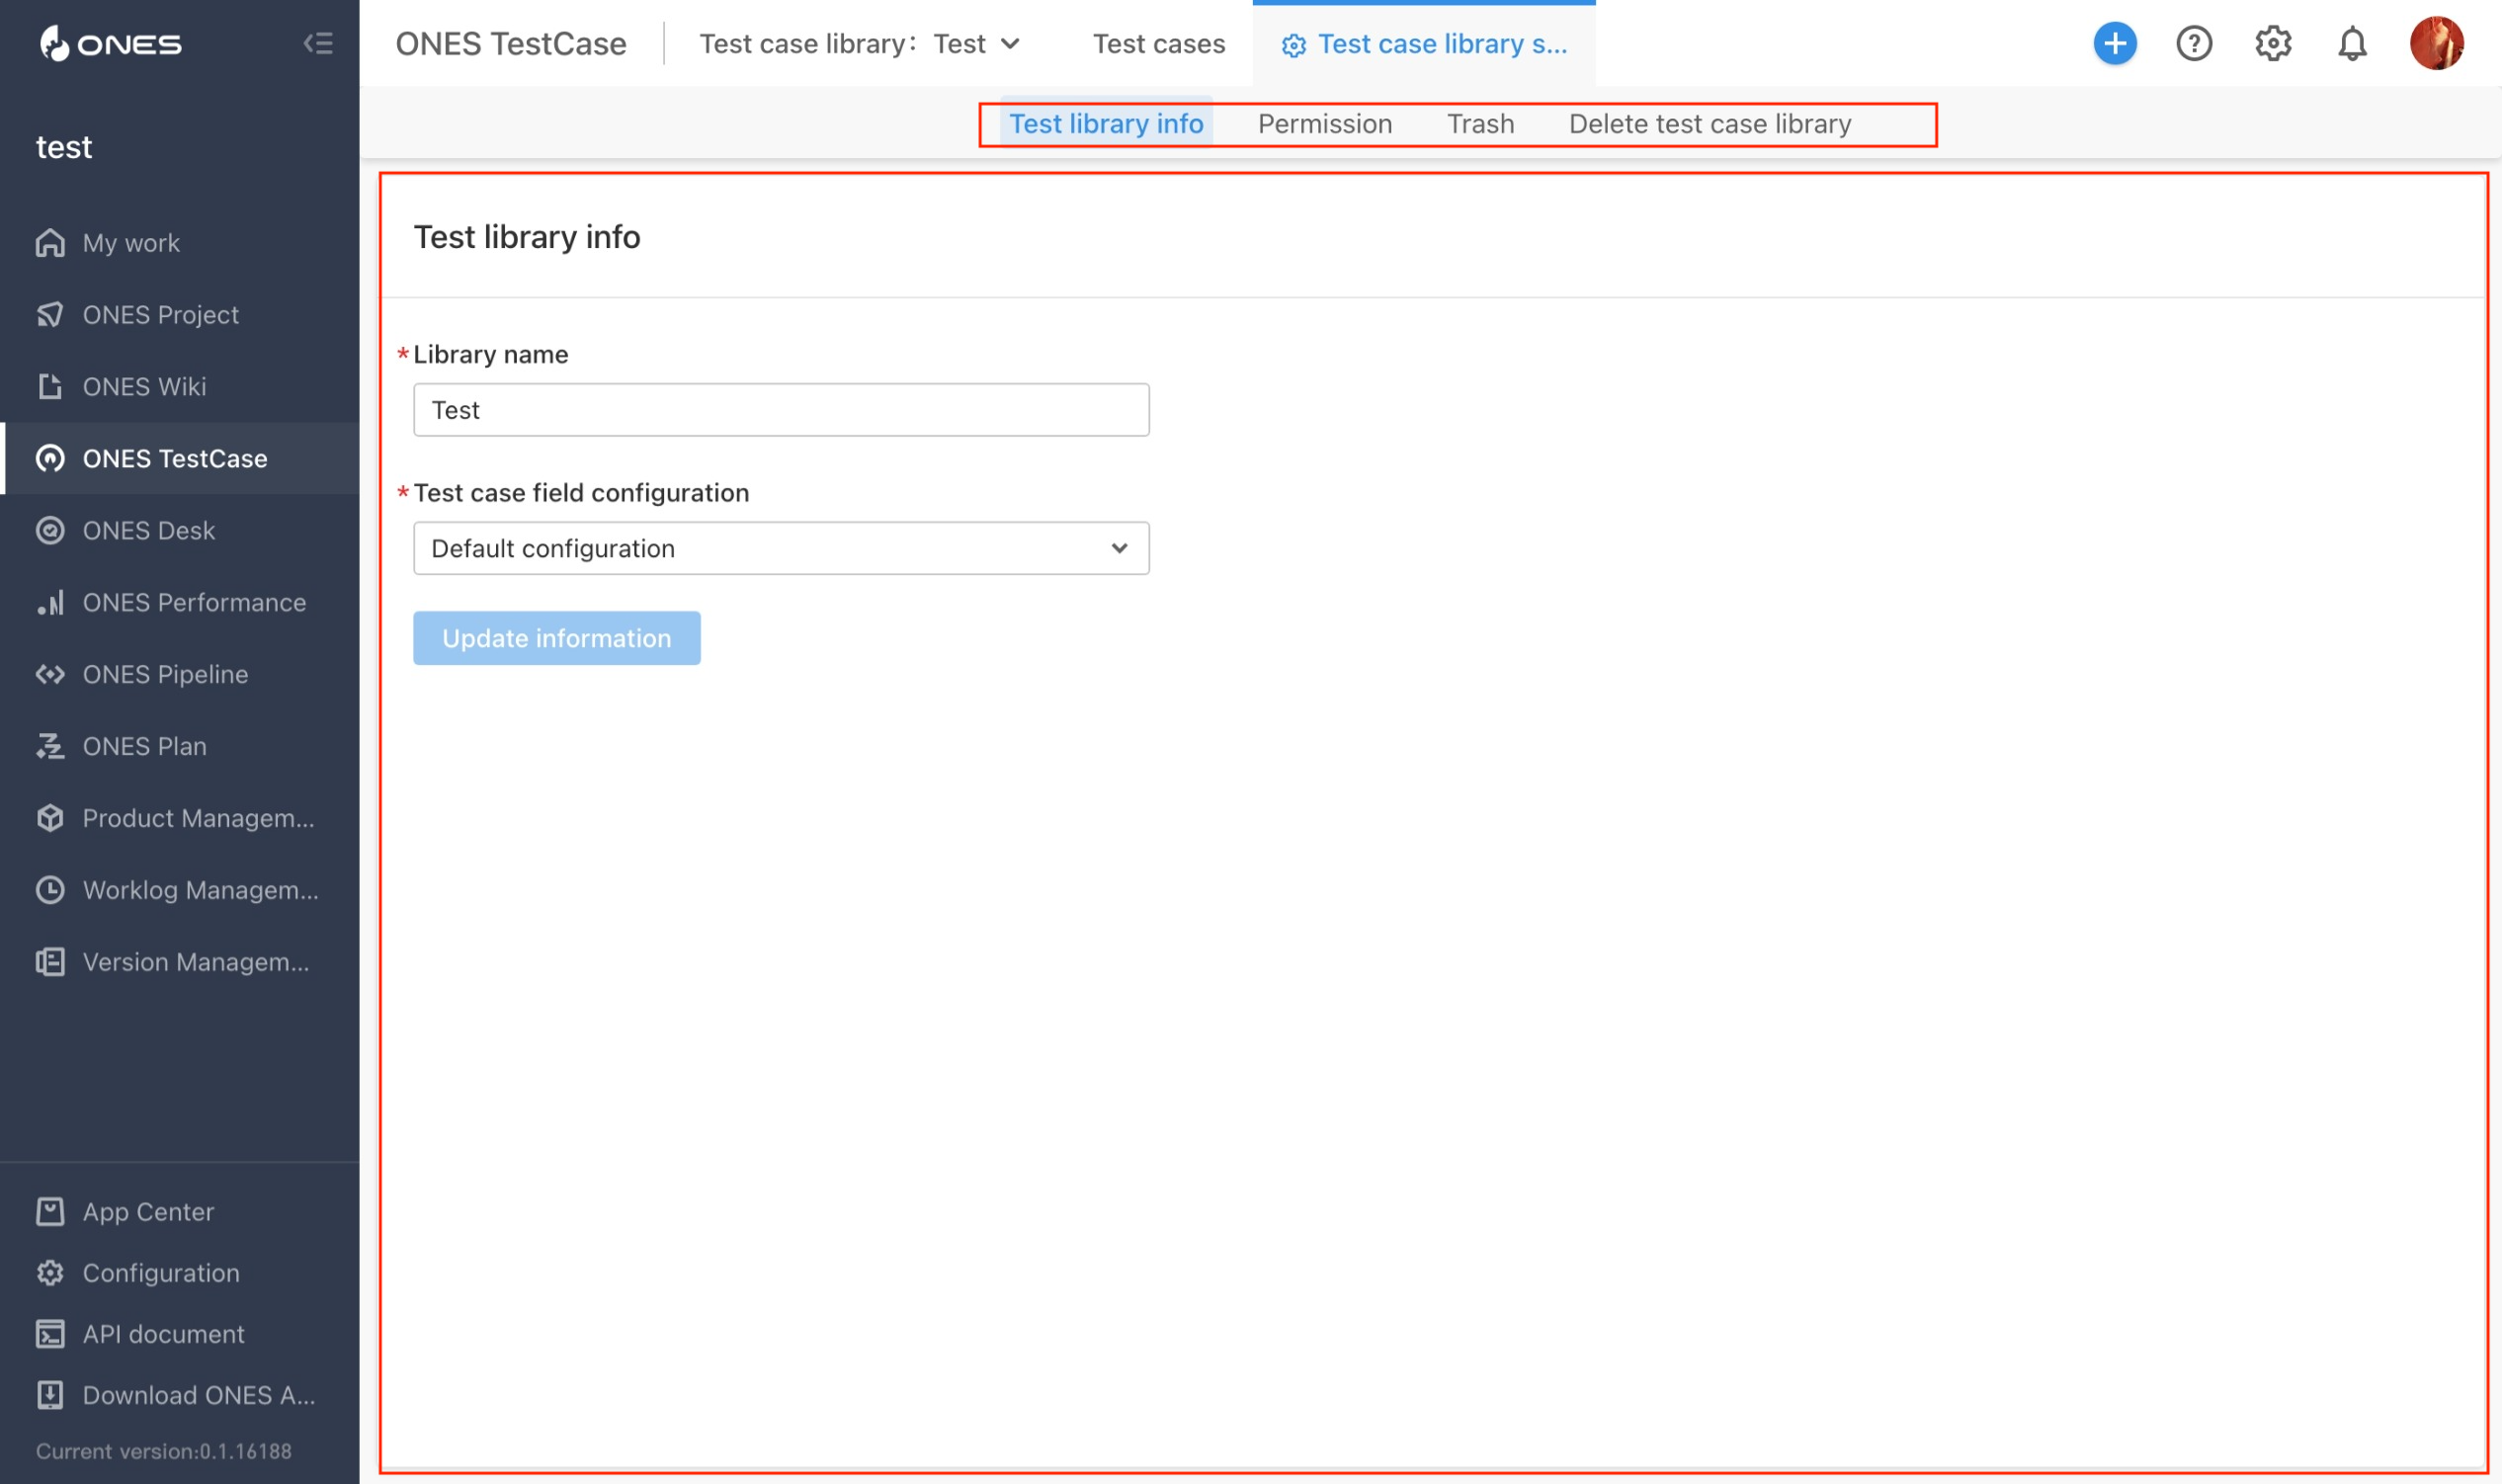 ONES
ONES TestCase
Test case library: Test
Test cases
Test case library s...
Test library info
Permission
Trash
Delete test case library
test
My work
ONES Project
ONES Wiki
ONES TestCase
ONES Desk
ONES Performance
ONES Pipeline
ONES Plan
Product Managem...
Worklog Managem...
Version Managem...
App Center
Configuration
API document
Download ONES A...
Current version:0.1.16188
Test library info
*Library name
Test
*Test case field configuration
Default configuration
Update information